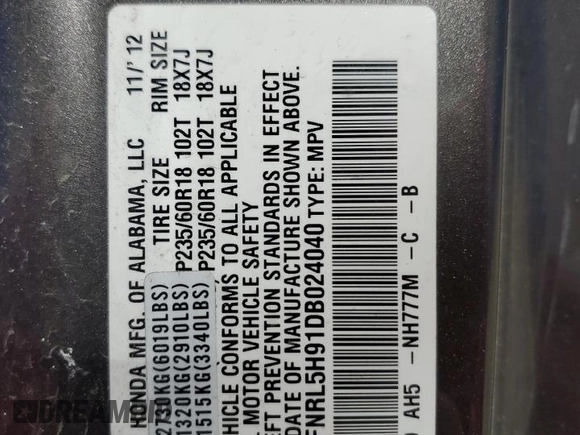 HONDA MFG. OF ALABAMA, LLC 11/'12
TIRE SIZE RIM SIZE
2730KG(6019LBS)
1320KG(2910LBS) P235/60R18 102T 18X7J
1515KG(3340LBS) P235/60R18 102T 18X7J
HICLE CONFORMS TO ALL APPLICABLE
MOTOR VEHICLE SAFETY
EFT PREVENTION STANDARDS IN EFFECT
DATE OF MANUFACTURE SHOWN ABOVE.
FNRL5H91DB024040 TYPE: MPV
AH5 -NH777M -C -B